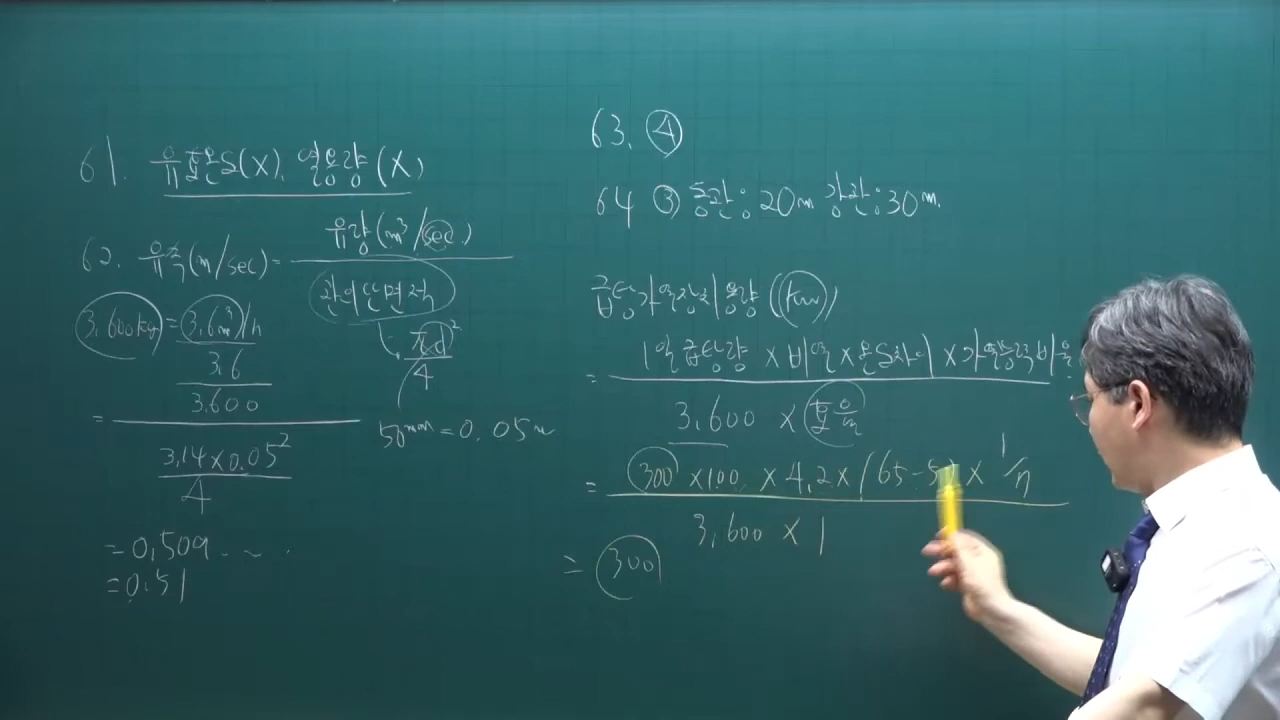 61. 유효온도(X), 열용량(X)
62. 유속(m/sec)= 유량(m³/sec) / 관의단면적
πd² / 4
3,600kg = 3.6m³/h
3.6
3,600
=
3.14 x 0.05²
4
50mm = 0.05m
= 0.509...
= 0.51
63. ④
64 ③ 동관: 20m 강관: 30m.
급탕가열장치용량(kw)
= 1일급탕량 X 비열 X 온도차이 X 가열능력비율
3,600 X 효율
= 300 X 100 X 4.2 X (65-5) X 1/7
3,600 X 1
= 300